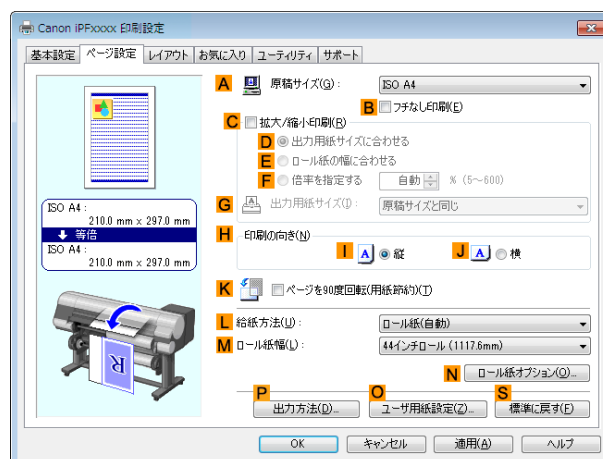 Canon iPFxxxx 印刷設定
基本設定 ページ設定 レイアウト お気に入り ユーティリティ サポート
A 原稿サイズ(G): ISO A4
B フチなし印刷(E)
C 拡大/縮小印刷(R)
D 出力用紙サイズに合わせる
E ロール紙の幅に合わせる
F 倍率を指定する 自動 % (5～600)
G A 出力用紙サイズ(I): 原稿サイズと同じ
H 印刷の向き(N)
I A 縦 J A 横
K ページを90度回転(用紙節約)(T)
L 給紙方法(U): ロール紙(自動)
M ロール紙幅(L): 44インチロール (1117.6mm)
N ロール紙オプション(O)...
P O S
出力方法(D)... ユーザ用紙設定(Z)... 標準に戻す(F)
ISO A4 :
210.0 mm x 297.0 mm
等倍
ISO A4 :
210.0 mm x 297.0 mm
R
OK キャンセル 適用(A) ヘルプ